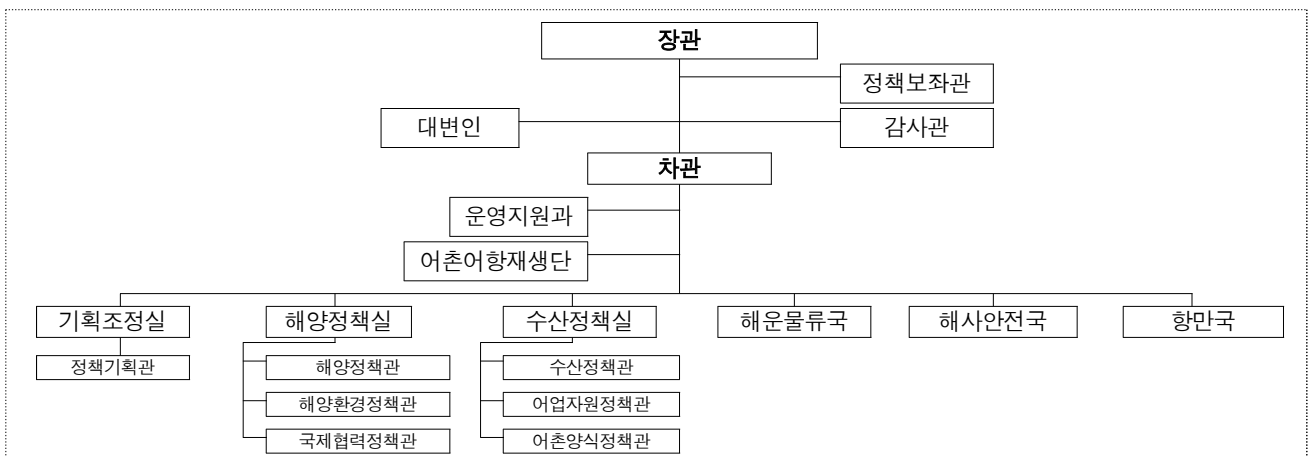 장관
정책보좌관
대변인
감사관
차관
운영지원과
어촌어항재생단
기획조정실
해양정책실
수산정책실
해운물류국
해사안전국
항만국
정책기획관
해양정책관
수산정책관
해양환경정책관
어업자원정책관
국제협력정책관
어촌양식정책관